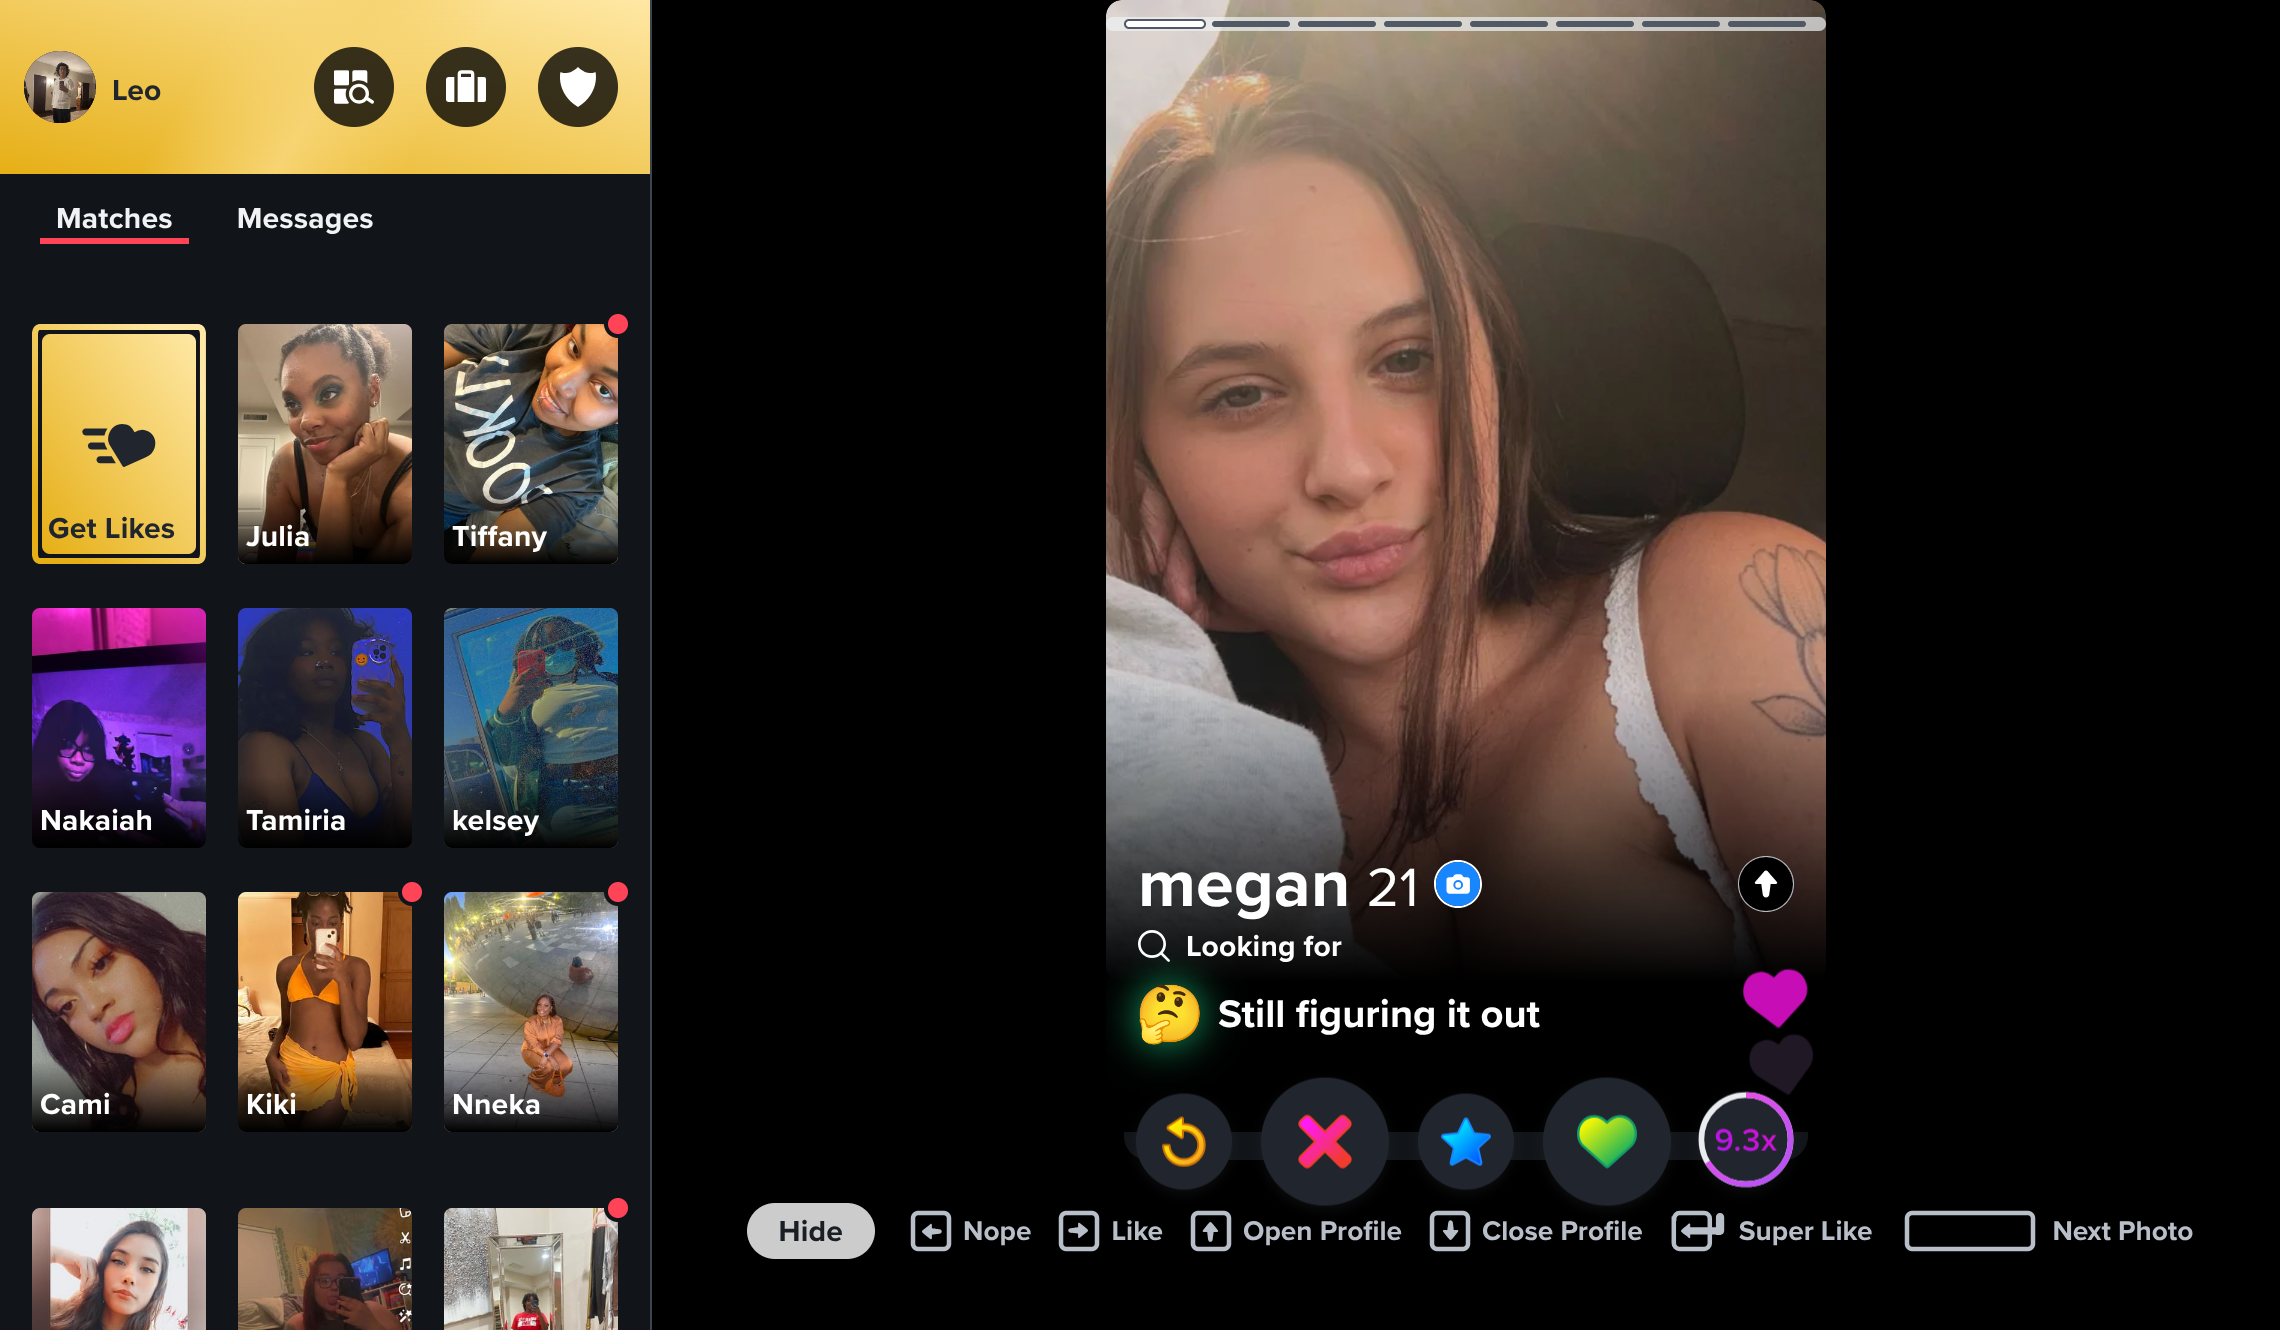 Leo
Matches Messages
Get Likes
Julia
Tiffany
LOOK!
Nakaiah
Tamiria
kelsey
Cami
Kiki
Nneka
megan 21
Looking for
🤔 Still figuring it out
9.3x
Hide
Nope
Like
Open Profile
Close Profile
Super Like
Next Photo